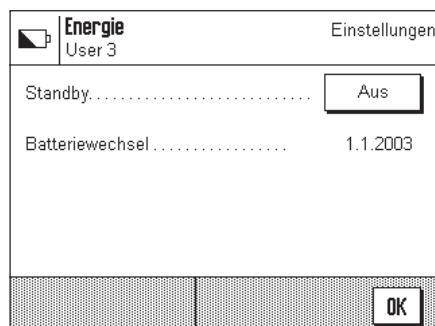 Energie
Einstellungen
User 3
Standby............................ Aus
Batteriewechsel................. 1.1.2003
OK